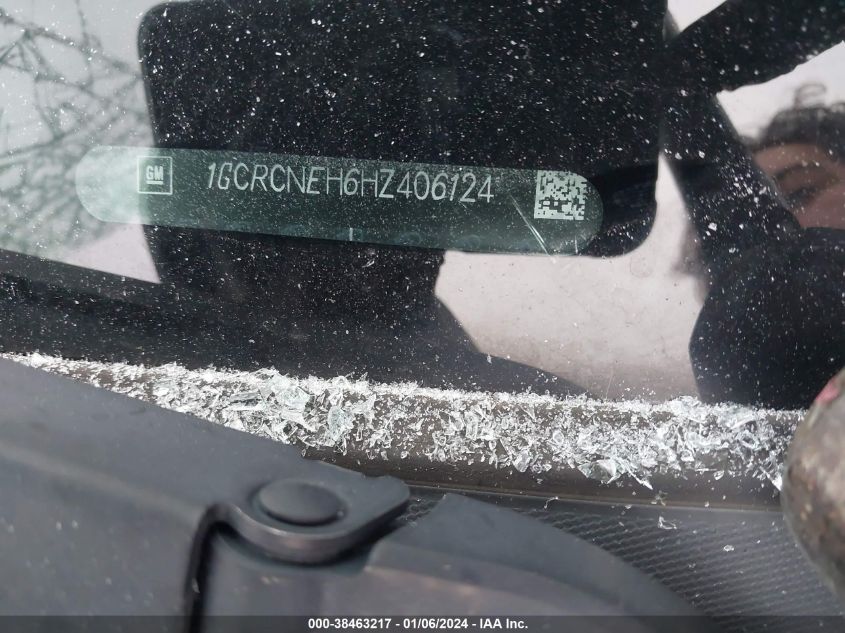 GM 1GCRCNEH6HZ406124
000-38463217 - 01/06/2024 - IAA Inc.